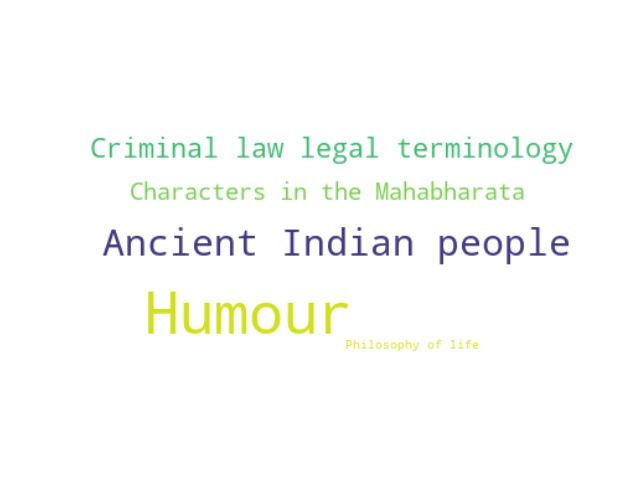 Criminal law legal terminology
Characters in the Mahabharata
Ancient Indian people
Humour
Philosophy of life